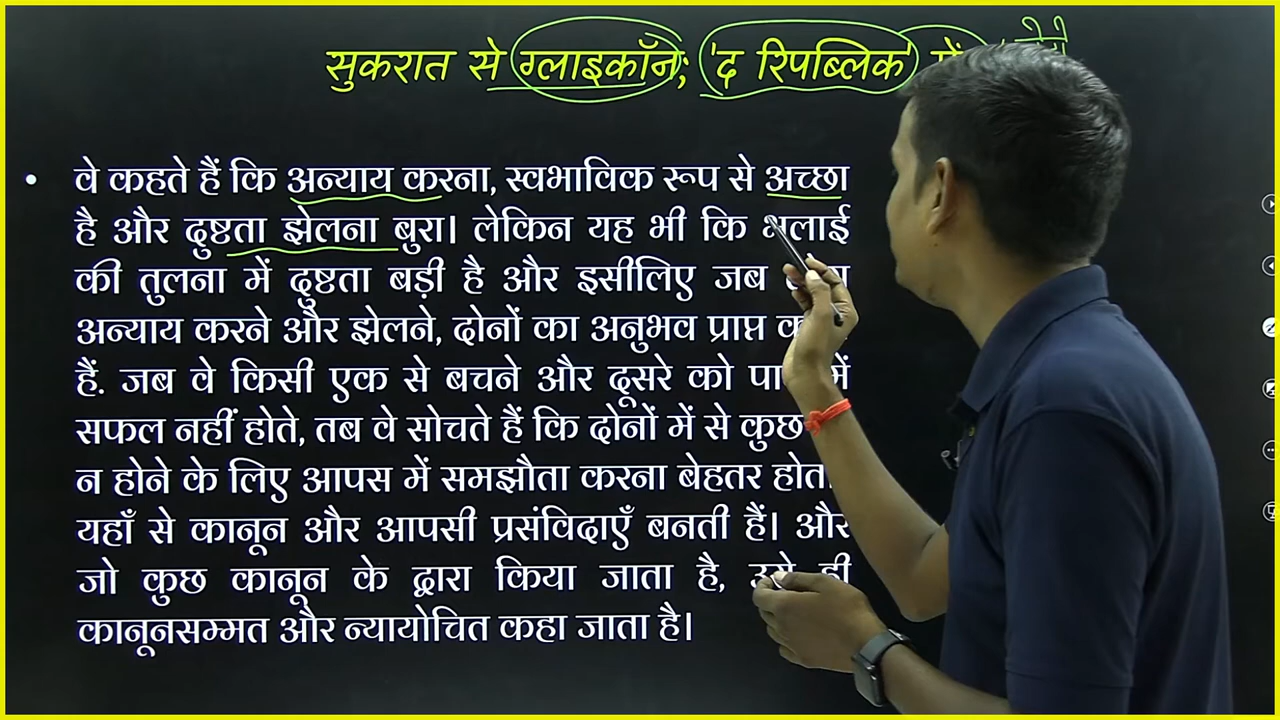 सुकरात से ग्लाइकॉन; 'द रिपब्लिक' में
• वे कहते हैं कि अन्याय करना, स्वभाविक रूप से अच्छा
है और दुष्टता झेलना बुरा। लेकिन यह भी कि भलाई
की तुलना में दुष्टता बड़ी है और इसीलिए जब
अन्याय करने और झेलने, दोनों का अनुभव प्राप्त
हैं. जब वे किसी एक से बचने और दूसरे को में
सफल नहीं होते, तब वे सोचते हैं कि दोनों में से कुछ
न होने के लिए आपस में समझौता करना बेहतर
यहाँ से कानून और आपसी प्रसंविदाएँ बनती हैं। और
जो कुछ कानून के द्वारा किया जाता है, उसे ही
कानूनसम्मत और न्यायोचित कहा जाता है।